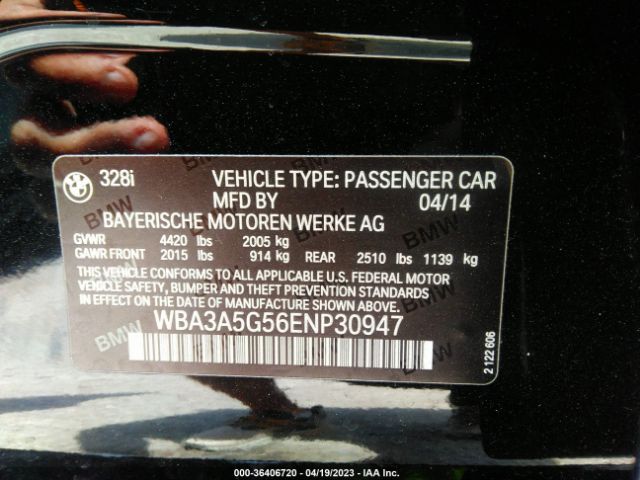 328i VEHICLE TYPE: PASSENGER CAR
MFD BY 04/14
BAYERISCHE MOTOREN WERKE AG
GVWR 4420 lbs 2005 kg
GAWR FRONT 2015 lbs 914 kg REAR 2510 lbs 1139 kg
THIS VEHICLE CONFORMS TO ALL APPLICABLE U.S. FEDERAL MOTOR
VEHICLE SAFETY, BUMPER AND THEFT PREVENTION STANDARDS
IN EFFECT ON THE DATE OF MANUFACTURE SHOWN ABOVE.
WBA3A5G56ENP30947
2 122 606
000-36406720 - 04/19/2023 - IAA Inc.